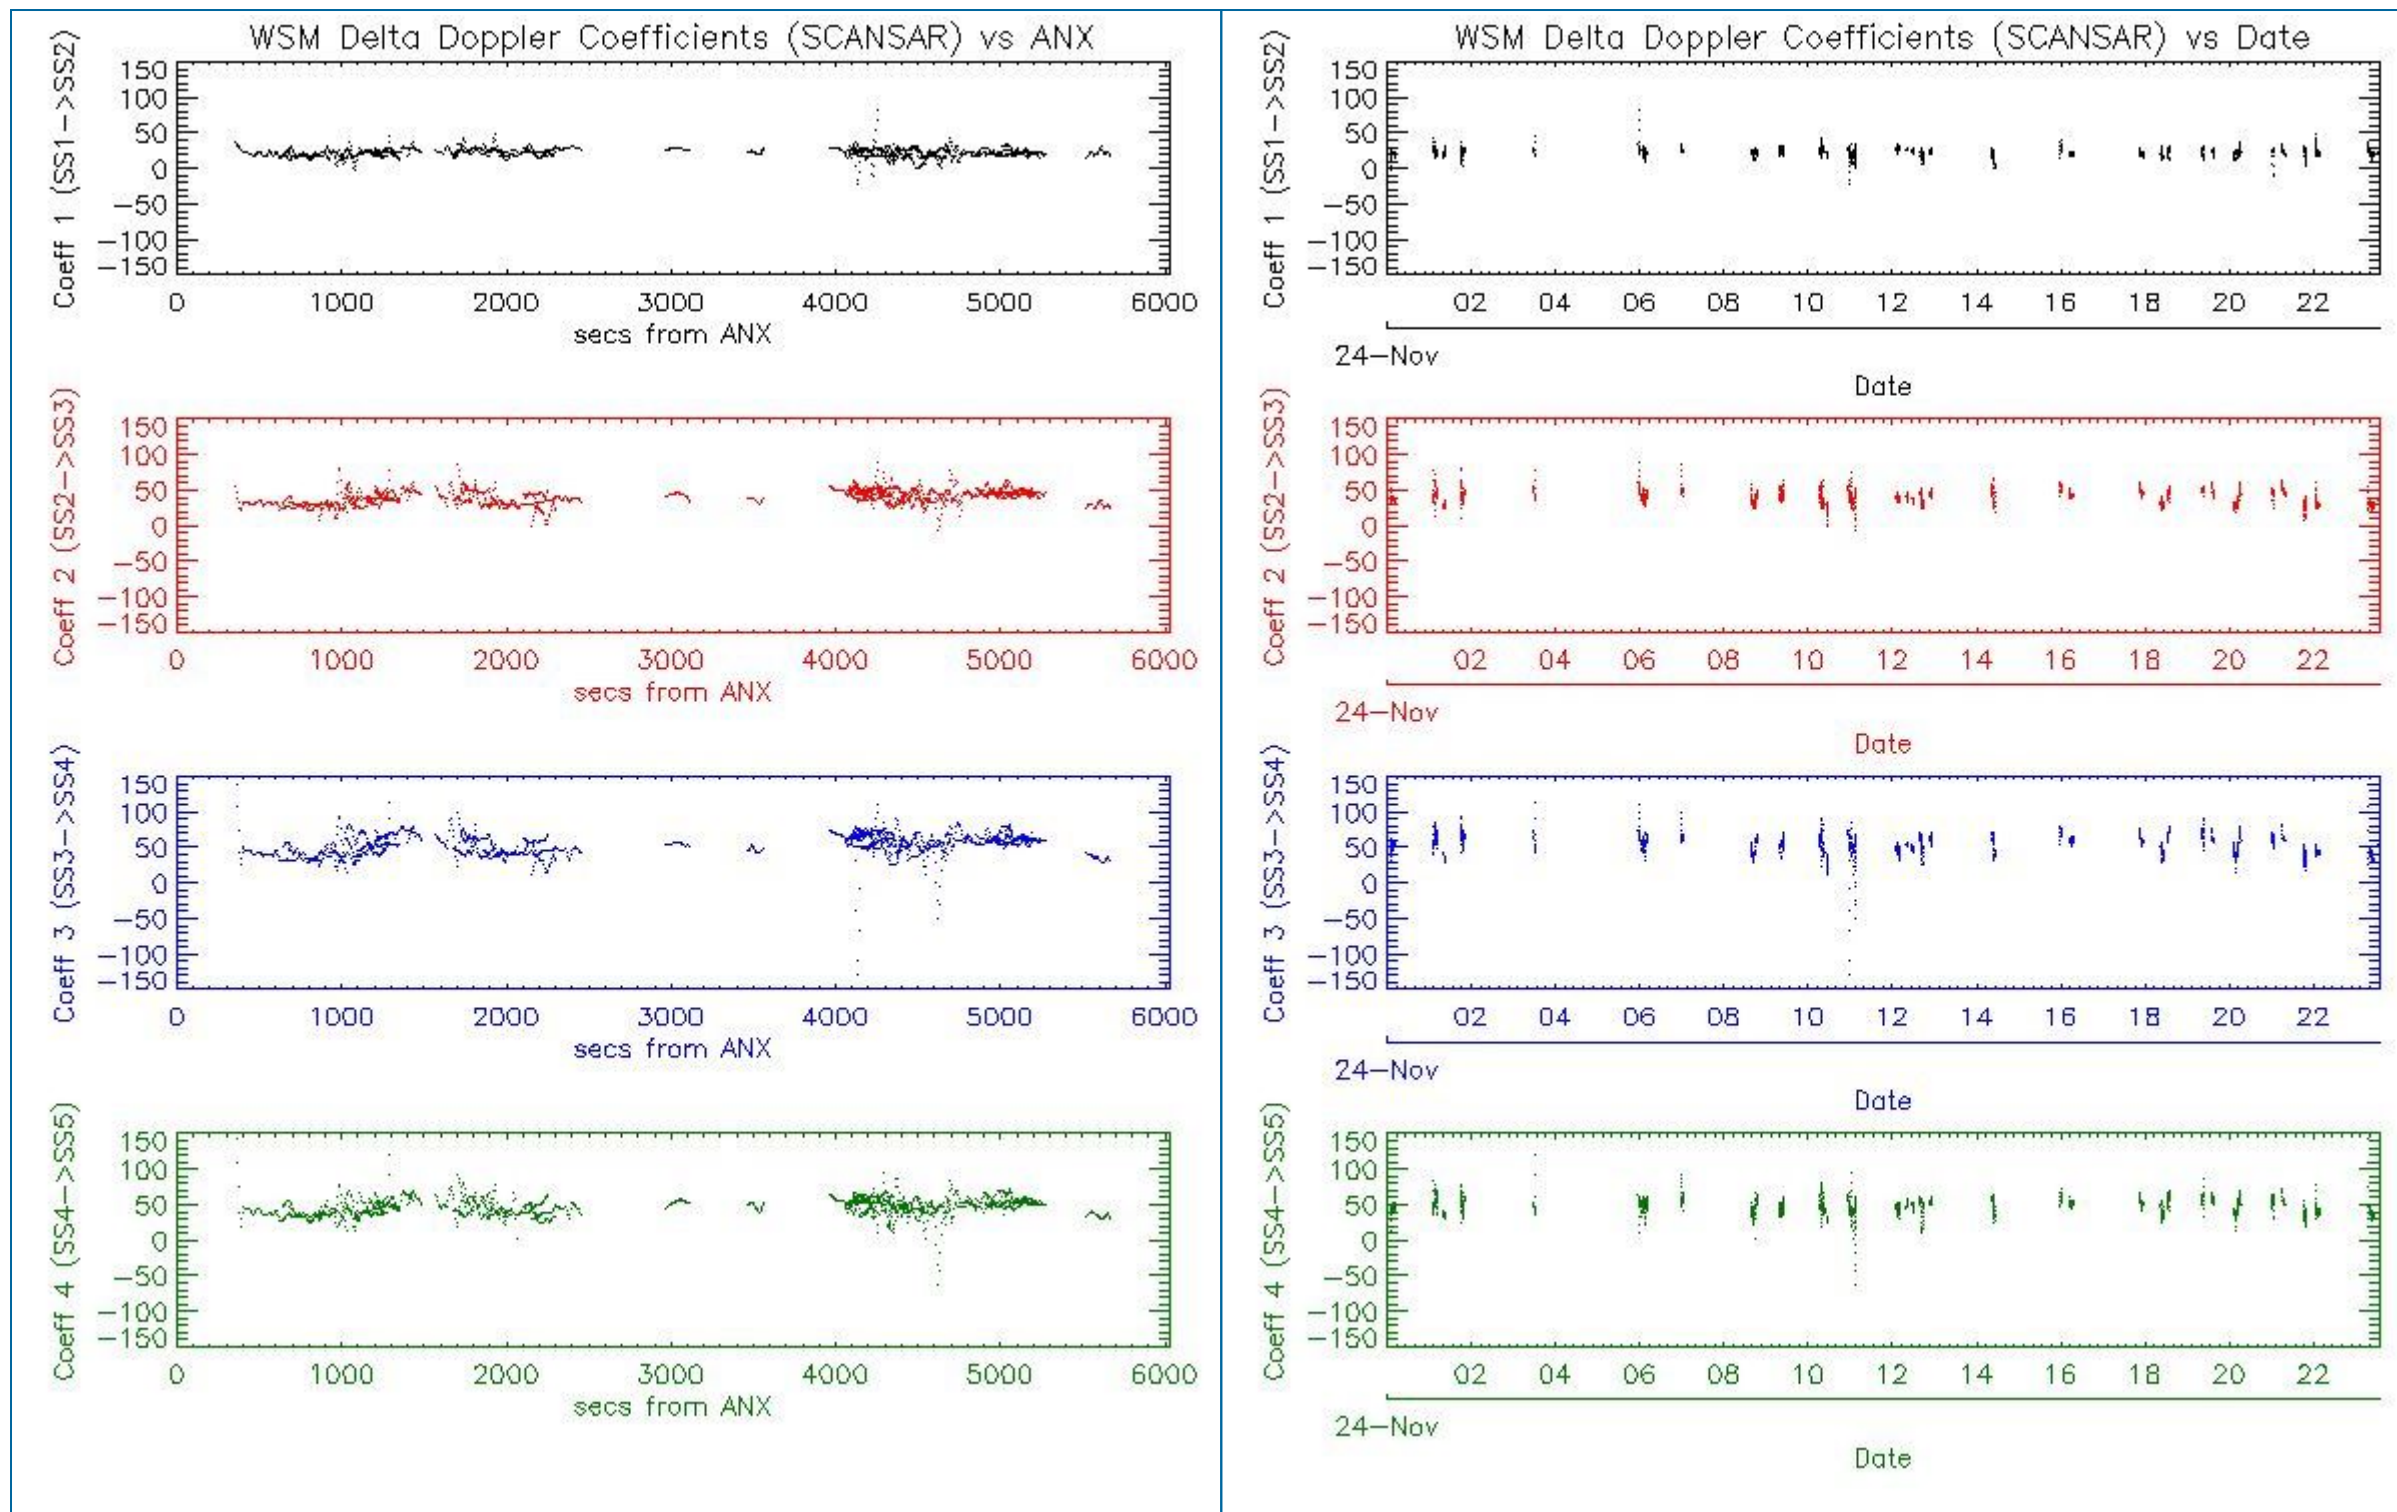 WSM Delta Doppler Coefficients (SCANSAR) vs ANX
Coeff 1 (SS1->SS2)
150
100
50
0
-50
-100
-150
0 1000 2000 3000 4000 5000 6000
secs from ANX
Coeff 2 (SS2->SS3)
150
100
50
0
-50
-100
-150
0 1000 2000 3000 4000 5000 6000
secs from ANX
Coeff 3 (SS3->SS4)
150
100
50
0
-50
-100
-150
0 1000 2000 3000 4000 5000 6000
secs from ANX
Coeff 4 (SS4->SS5)
150
100
50
0
-50
-100
-150
0 1000 2000 3000 4000 5000 6000
secs from ANX
WSM Delta Doppler Coefficients (SCANSAR) vs Date
Coeff 1 (SS1->SS2)
150
100
50
0
-50
-100
-150
02 04 06 08 10 12 14 16 18 20 22
24-Nov
Date
Coeff 2 (SS2->SS3)
150
100
50
0
-50
-100
-150
02 04 06 08 10 12 14 16 18 20 22
24-Nov
Date
Coeff 3 (SS3->SS4)
150
100
50
0
-50
-100
-150
02 04 06 08 10 12 14 16 18 20 22
24-Nov
Date
Coeff 4 (SS4->SS5)
150
100
50
0
-50
-100
-150
02 04 06 08 10 12 14 16 18 20 22
24-Nov
Date